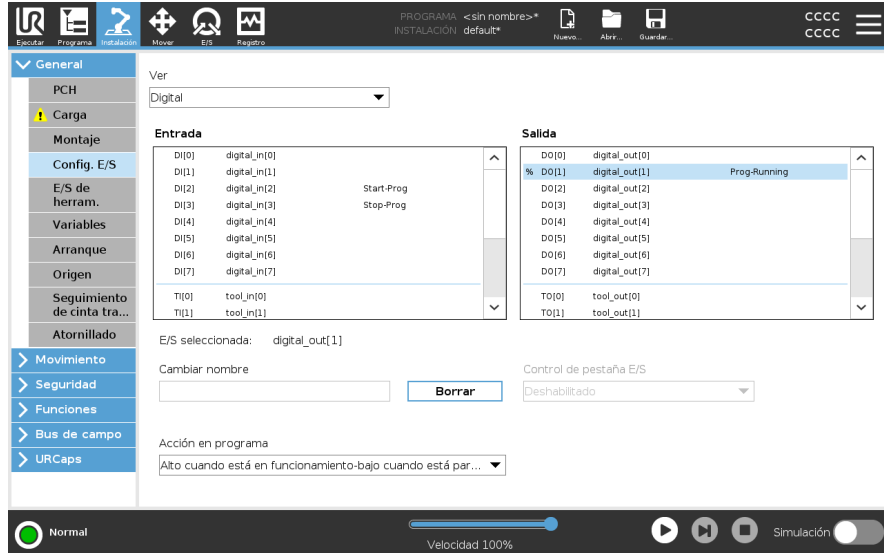 PROGRAMA <sin nombre>*
INSTALACIÓN default*
Ejecutar Programa Instalación Mover E/S Registro
Nuevo... Abrir... Guardar...
CCCC
CCCC
General
PCH
Carga
Montaje
Config. E/S
E/S de
herram.
Variables
Arranque
Origen
Seguimiento
de cinta tra...
Atornillado
Movimiento
Seguridad
Funciones
Bus de campo
URCaps
Ver
Digital
Entrada
DI[0] digital_in[0]
DI[1] digital_in[1]
DI[2] digital_in[2] Start-Prog
DI[3] digital_in[3] Stop-Prog
DI[4] digital_in[4]
DI[5] digital_in[5]
DI[6] digital_in[6]
DI[7] digital_in[7]
TI[0] tool_in[0]
TI[1] tool_in[1]
Salida
DO[0] digital_out[0]
% DO[1] digital_out[1] Prog-Running
DO[2] digital_out[2]
DO[3] digital_out[3]
DO[4] digital_out[4]
DO[5] digital_out[5]
DO[6] digital_out[6]
DO[7] digital_out[7]
TO[0] tool_out[0]
TO[1] tool_out[1]
E/S seleccionada: digital_out[1]
Cambiar nombre
Borrar
Control de pestaña E/S
Deshabilitado
Acción en programa
Alto cuando está en funcionamiento-bajo cuando está par...
Normal
Velocidad 100%
Simulación